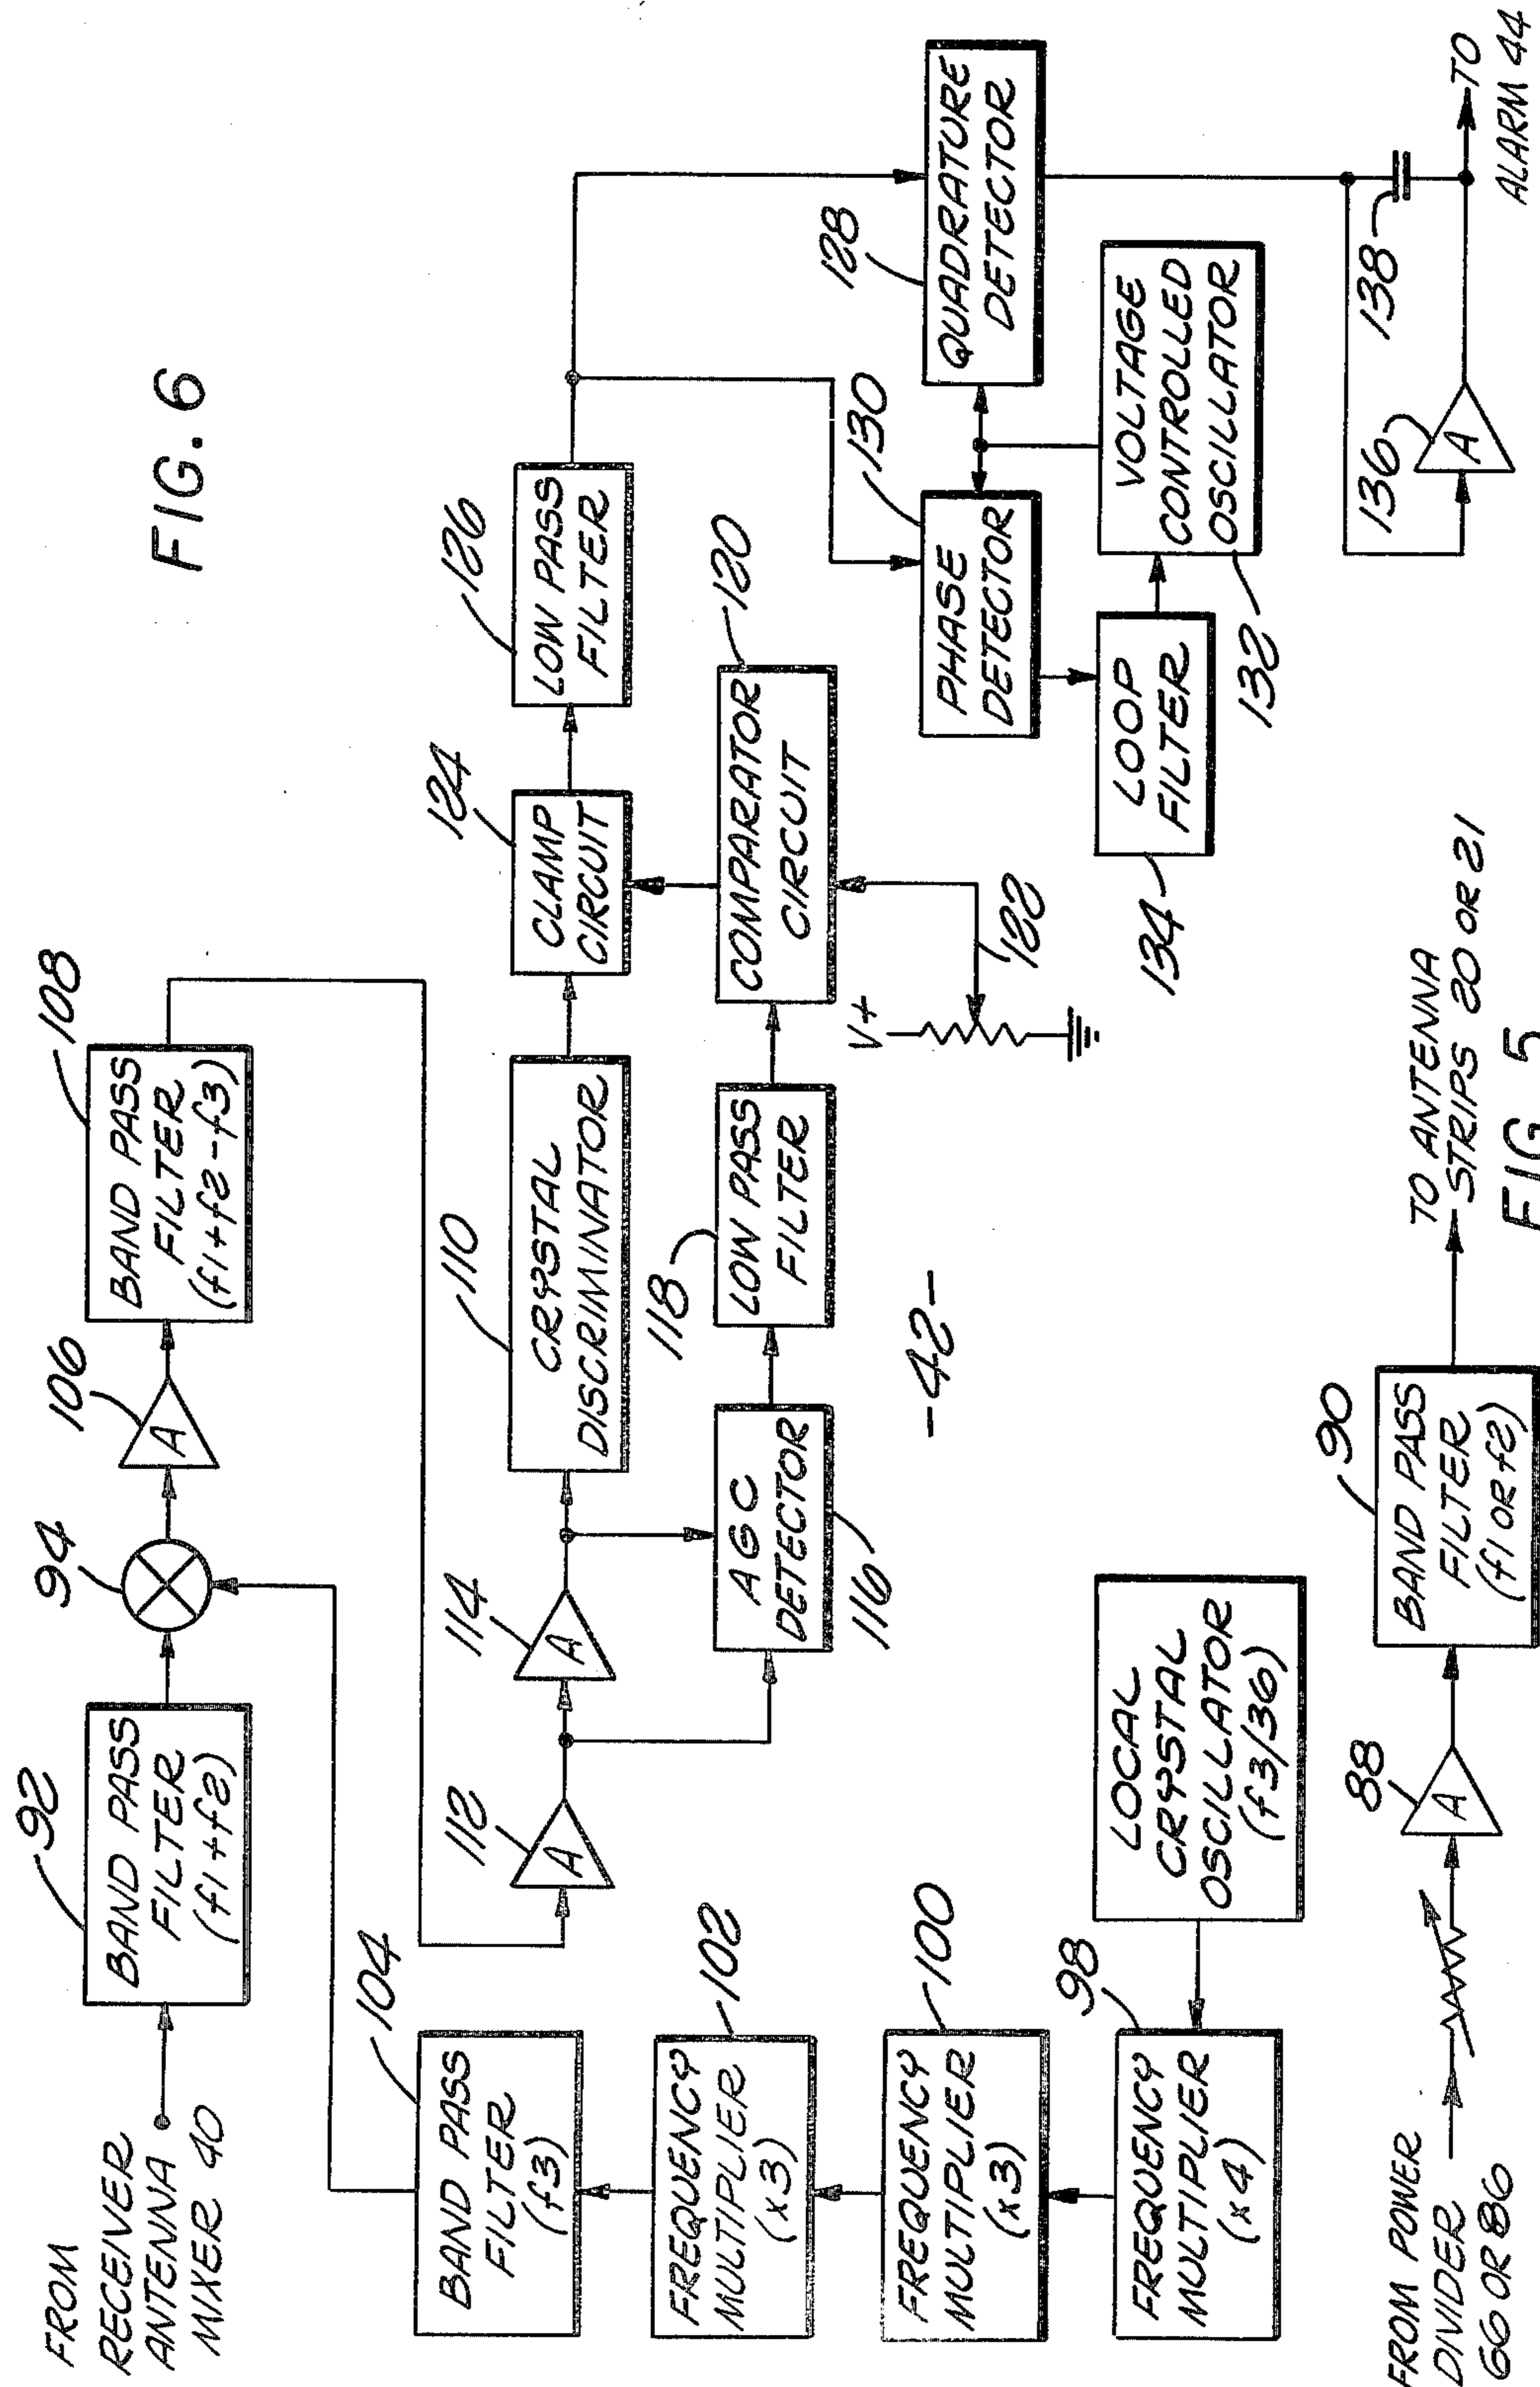 FIG. 6
FROM
RECEIVER
ANTENNA
MIXER 40
92
BAND PASS
FILTER
(f1+f2)
94
106
A
108
BAND PASS
FILTER
(f1+f2-f3)
104
BAND PASS
FILTER
(f3)
102
FREQUENCY
MULTIPLIER
(x3)
100
FREQUENCY
MULTIPLIER
(x3)
98
FREQUENCY
MULTIPLIER
(x4)
LOCAL
CRYSTAL
OSCILLATOR
(f3/36)
112
A
114
A
110
CRYSTAL
DISCRIMINATOR
116
AGC
DETECTOR
118
LOW PASS
FILTER
120
COMPARATOR
CIRCUIT
V+
122
124
CLAMP
CIRCUIT
126
LOW PASS
FILTER
128
QUADRATURE
DETECTOR
130
PHASE
DETECTOR
132
VOLTAGE
CONTROLLED
OSCILLATOR
134
LOOP
FILTER
136
A
138
TO
ALARM 44
-42-
FROM POWER
DIVIDER
66 OR 86
88
A
90
BAND PASS
FILTER
(f1 OR f2)
TO ANTENNA
STRIPS 20 OR 21
FIG. 5